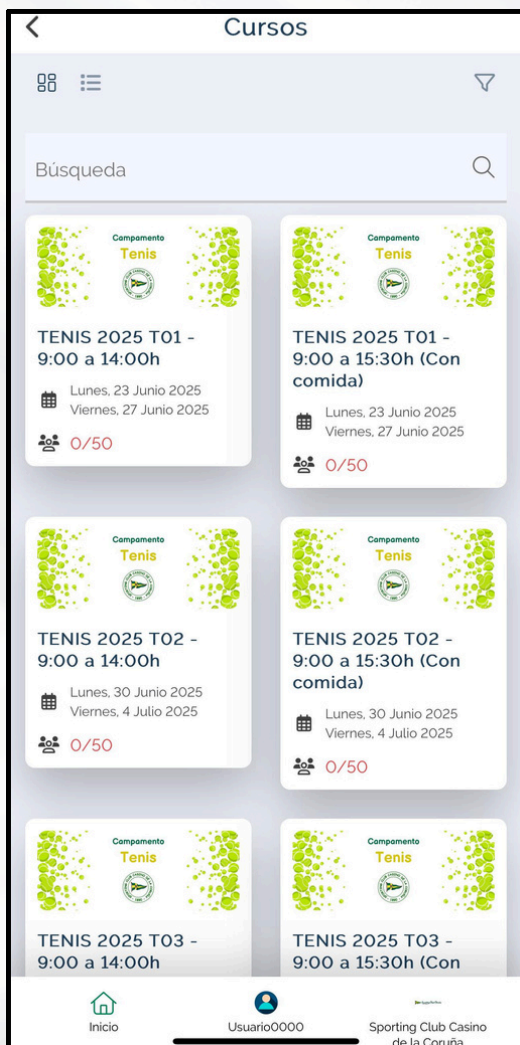 Cursos
Búsqueda
Campamento
Tenis
TENIS 2025 T01 -
9:00 a 14:00h
Lunes, 23 Junio 2025
Viernes, 27 Junio 2025
0/50
Campamento
Tenis
TENIS 2025 T01 -
9:00 a 15:30h (Con
comida)
Lunes, 23 Junio 2025
Viernes, 27 Junio 2025
0/50
Campamento
Tenis
TENIS 2025 T02 -
9:00 a 14:00h
Lunes, 30 Junio 2025
Viernes, 4 Julio 2025
0/50
Campamento
Tenis
TENIS 2025 T02 -
9:00 a 15:30h (Con
comida)
Lunes, 30 Junio 2025
Viernes, 4 Julio 2025
0/50
Campamento
Tenis
TENIS 2025 T03 -
9:00 a 14:00h
Campamento
Tenis
TENIS 2025 T03 -
9:00 a 15:30h (Con
Inicio
Usuario0000
Sporting Club Casino
de la Coruña